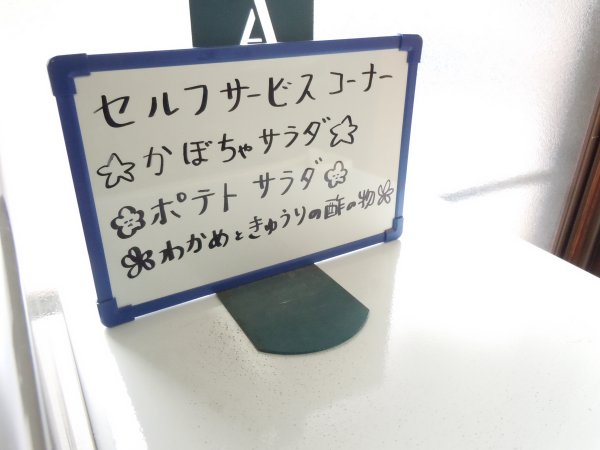 A
セルフサービスコーナー
☆かぼちゃサラダ☆
ポテトサラダ
わかめときゅうりの酢の物